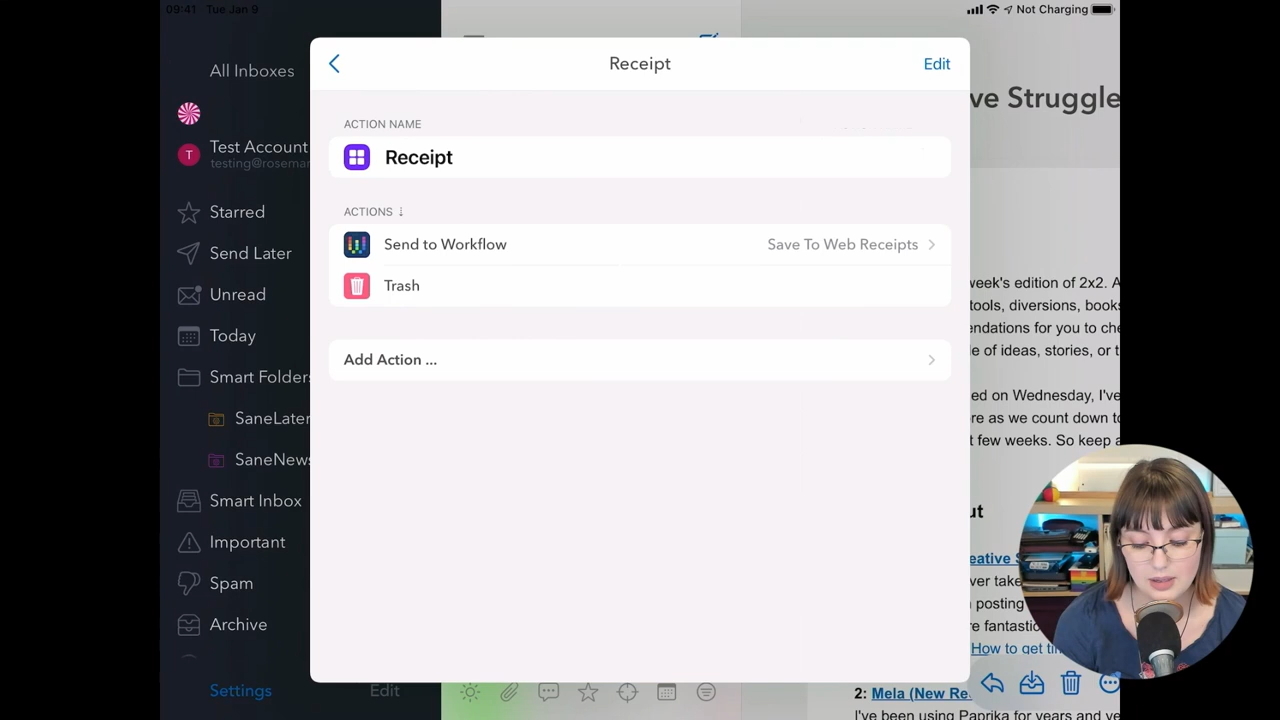 09:41 Tue Jan 9
Not Charging
All Inboxes
T
Test Account
testing@rosemar
Starred
Send Later
Unread
Today
Smart Folders
SaneLater
SaneNews
Smart Inbox
Important
Spam
Archive
Settings
Edit
Receipt
Edit
ACTION NAME
Receipt
ACTIONS ↓
Send to Workflow
Save To Web Receipts
Trash
Add Action ...
ve Struggle
week's edition of 2x2. A
tools, diversions, books
endations for you to che
le of ideas, stories, or t
ed on Wednesday, I've
re as we count down to
t few weeks. So keep a
ut
eative S
ver take
posting
re fantastic
How to get ti
2: Mela (New Re
I've been using Paprika for years and ve